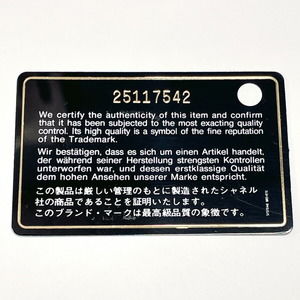 25117542
We certify the authenticity of this item and confirm
that it has been subjected to the most exacting quality
control. Its high quality is a symbol of the fine reputation
of the Trademark.
Wir bestätigen, dass es sich um einen Artikel handelt,
der während seiner Herstellung strengsten Kontrollen
unterworfen war, und dessen erstklassige Qualität
dem hohen Ansehen unserer Marke entspricht.
この製品は厳しい管理のもとに製造されたシャネル
社の商品であることを証明いたします。
このブランド・マークは最高級品質の象徴です。